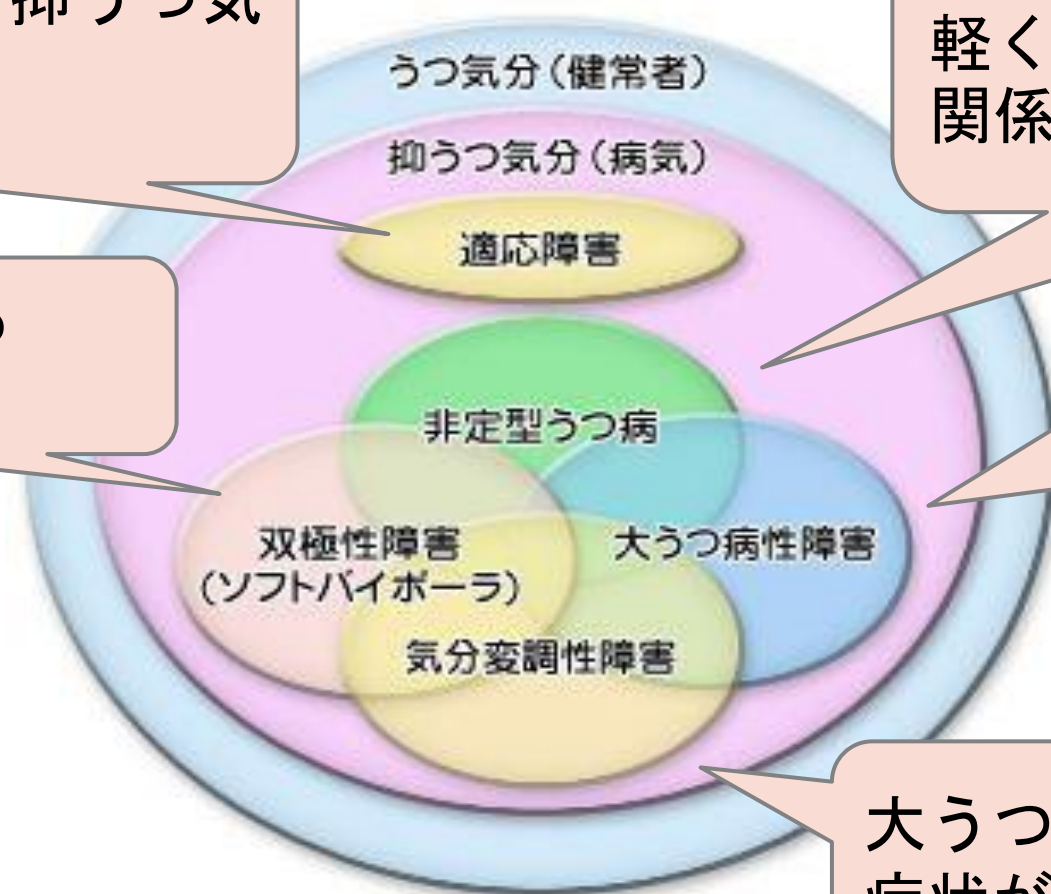 抑うつ気
軽く
関係
うつ気分(健常者)
抑うつ気分(病気)
適応障害
非定型うつ病
双極性障害
(ソフトバイポーラ)
大うつ病性障害
気分変調性障害
大うつ
症状が